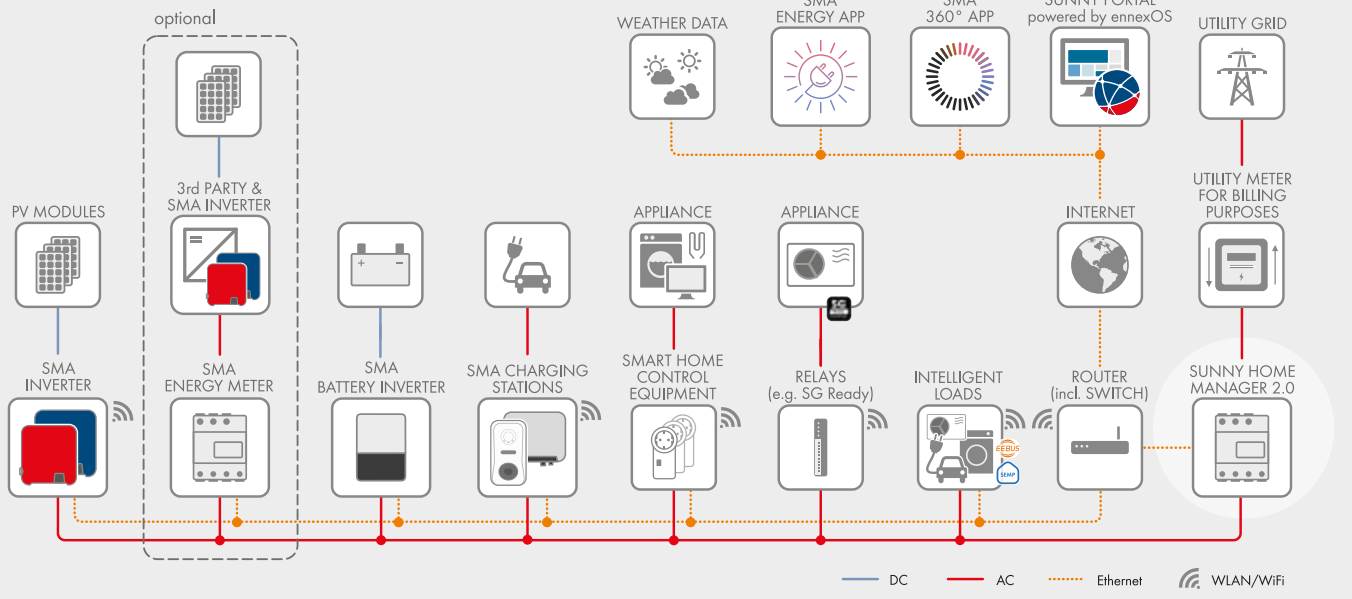 optional
WEATHER DATA
SMA
ENERGY APP
SMA
360° APP
SUNNY PORTAL
powered by ennexOS
UTILITY GRID
PV MODULES
3rd PARTY &
SMA INVERTER
APPLIANCE
APPLIANCE
INTERNET
UTILITY METER
FOR BILLING
PURPOSES
SMA
INVERTER
SMA
ENERGY METER
SMA
BATTERY INVERTER
SMA CHARGING
STATIONS
SMART HOME
CONTROL
EQUIPMENT
RELAYS
(e.g. SG Ready)
INTELLIGENT
LOADS
EEBUS
SEMP
ROUTER
(incl. SWITCH)
SUNNY HOME
MANAGER 2.0
DC
AC
Ethernet
WLAN/WiFi